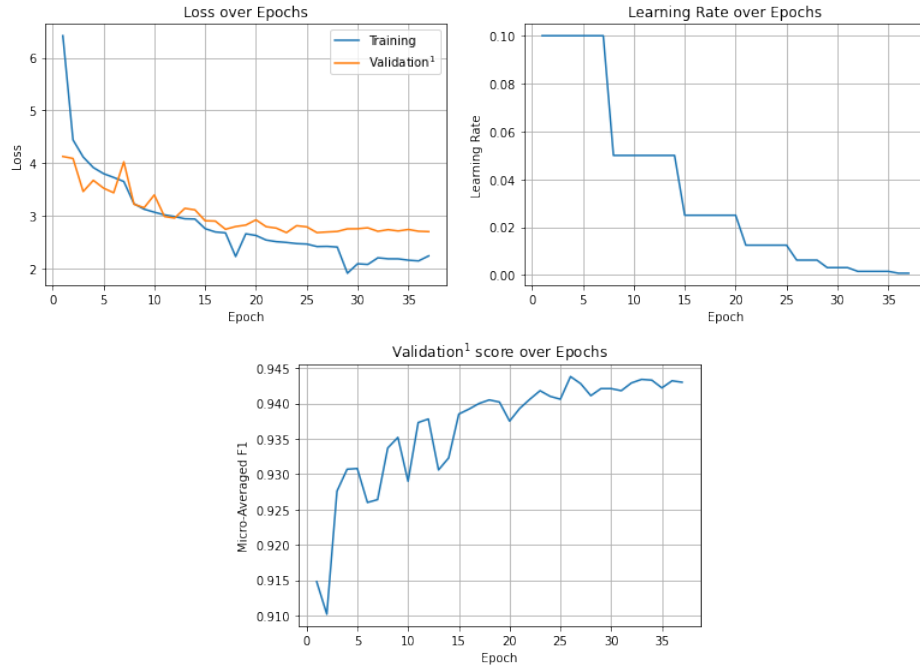 Loss over Epochs
Training
Validation¹
6
5
4
3
2
Loss
0 5 10 15 20 25 30 35
Epoch
Learning Rate over Epochs
0.10
0.08
0.06
0.04
0.02
0.00
Learning Rate
0 5 10 15 20 25 30 35
Epoch
Validation¹ score over Epochs
0.945
0.940
0.935
0.930
0.925
0.920
0.915
0.910
Micro-Averaged F1
0 5 10 15 20 25 30 35
Epoch